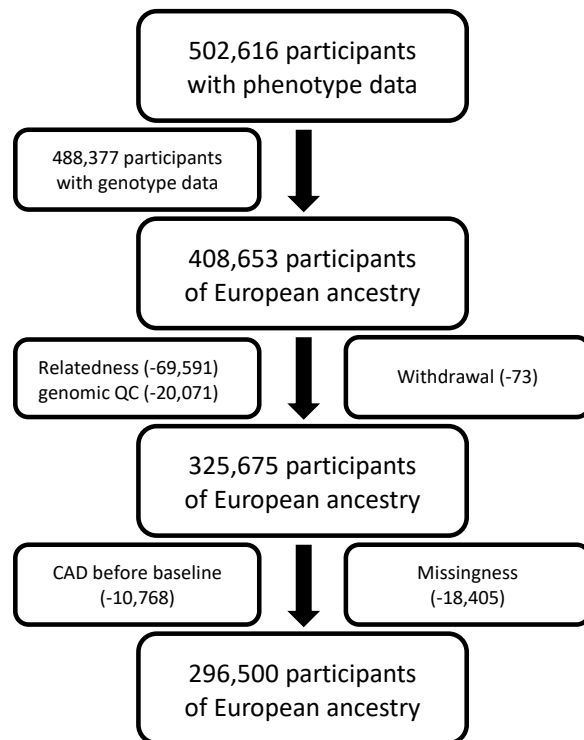 502,616 participants
with phenotype data
488,377 participants
with genotype data
408,653 participants
of European ancestry
Relatedness (-69,591)
genomic QC (-20,071)
Withdrawal (-73)
325,675 participants
of European ancestry
CAD before baseline
(-10,768)
Missingness
(-18,405)
296,500 participants
of European ancestry